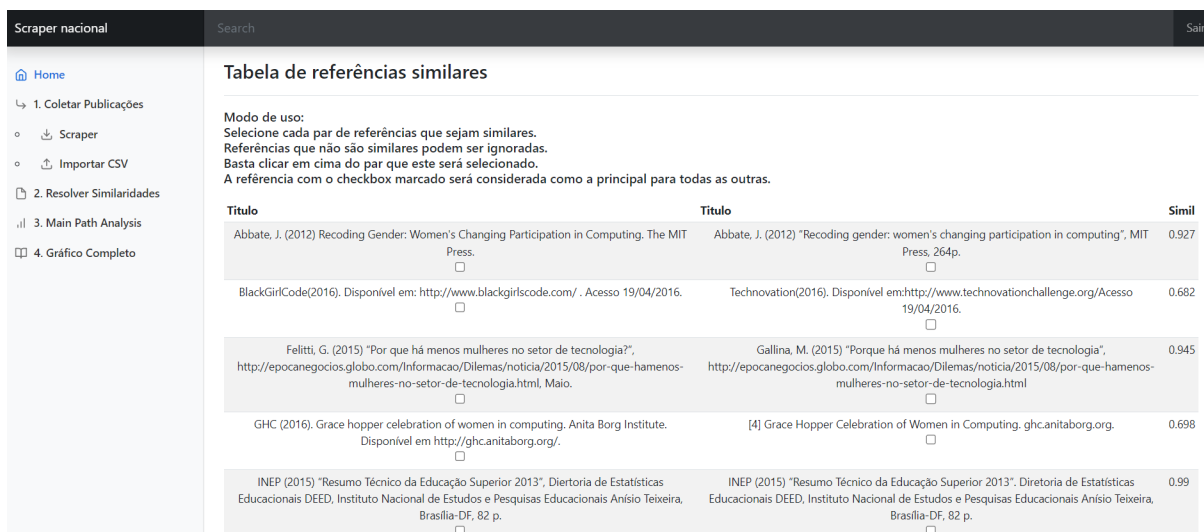 Scraper nacional
Search
Sair
Home
1. Coletar Publicações
Scraper
Importar CSV
2. Resolver Similaridades
3. Main Path Analysis
4. Gráfico Completo
Tabela de referências similares
Modo de uso:
Selecione cada par de referências que sejam similares.
Referências que não são similares podem ser ignoradas.
Basta clicar em cima do par que este será selecionado.
A refêrencia com o checkbox marcado será considerada como a principal para todas as outras.
Titulo
Titulo
Simil
Abbate, J. (2012) Recoding Gender: Women's Changing Participation in Computing. The MIT
Press.
Abbate, J. (2012) “Recoding gender: women's changing participation in computing”, MIT
Press, 264p.
0.927
BlackGirlCode(2016). Disponível em: http://www.blackgirlscode.com/ . Acesso 19/04/2016.
Technovation(2016). Disponível em:http://www.technovationchallenge.org/Acesso
19/04/2016.
0.682
Felitti, G. (2015) “Por que há menos mulheres no setor de tecnologia?”,
http://epocanegocios.globo.com/Informacao/Dilemas/noticia/2015/08/por-que-hamenos-
mulheres-no-setor-de-tecnologia.html, Maio.
Gallina, M. (2015) “Porque há menos mulheres no setor de tecnologia”,
http://epocanegocios.globo.com/Informacao/Dilemas/noticia/2015/08/por-que-hamenos-
mulheres-no-setor-de-tecnologia.html
0.945
GHC (2016). Grace hopper celebration of women in computing. Anita Borg Institute.
Disponível em http://ghc.anitaborg.org/.
[4] Grace Hopper Celebration of Women in Computing. ghc.anitaborg.org.
0.698
INEP (2015) “Resumo Técnico da Educação Superior 2013”, Diertoria de Estatísticas
Educacionais DEED, Instituto Nacional de Estudos e Pesquisas Educacionais Anísio Teixeira,
Brasília-DF, 82 p.
INEP (2015) “Resumo Técnico da Educação Superior 2013”. Diretoria de Estatísticas
Educacionais DEED, Instituto Nacional de Estudos e Pesquisas Educacionais Anísio Teixeira,
Brasília-DF, 82 p.
0.99